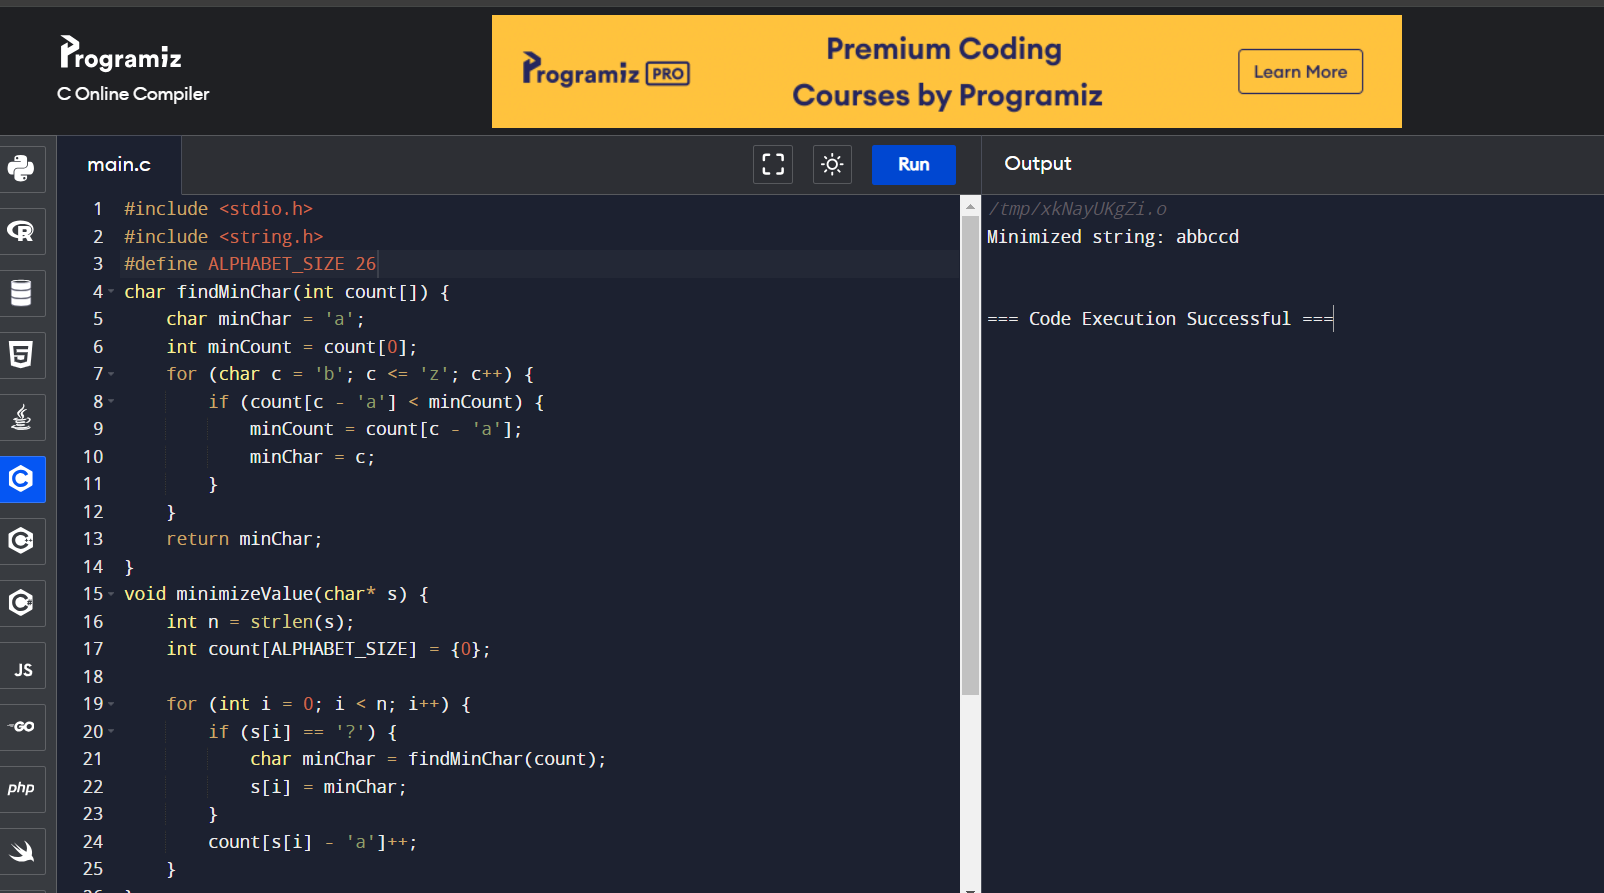 Programiz
C Online Compiler
Programiz PRO
Premium Coding
Courses by Programiz
Learn More
main.c
Run
Output
1 #include <stdio.h>
2 #include <string.h>
3 #define ALPHABET_SIZE 26
4 char findMinChar(int count[]) {
5 char minChar = 'a';
6 int minCount = count[0];
7 for (char c = 'b'; c <= 'z'; c++) {
8 if (count[c - 'a'] < minCount) {
9 minCount = count[c - 'a'];
10 minChar = c;
11 }
12 }
13 return minChar;
14 }
15 void minimizeValue(char* s) {
16 int n = strlen(s);
17 int count[ALPHABET_SIZE] = {0};
18
19 for (int i = 0; i < n; i++) {
20 if (s[i] == '?') {
21 char minChar = findMinChar(count);
22 s[i] = minChar;
23 }
24 count[s[i] - 'a']++;
25 }
/tmp/xkNayUKgZi.o
Minimized string: abbccd
=== Code Execution Successful ===
R
5
C
C
C
JS
GO
php